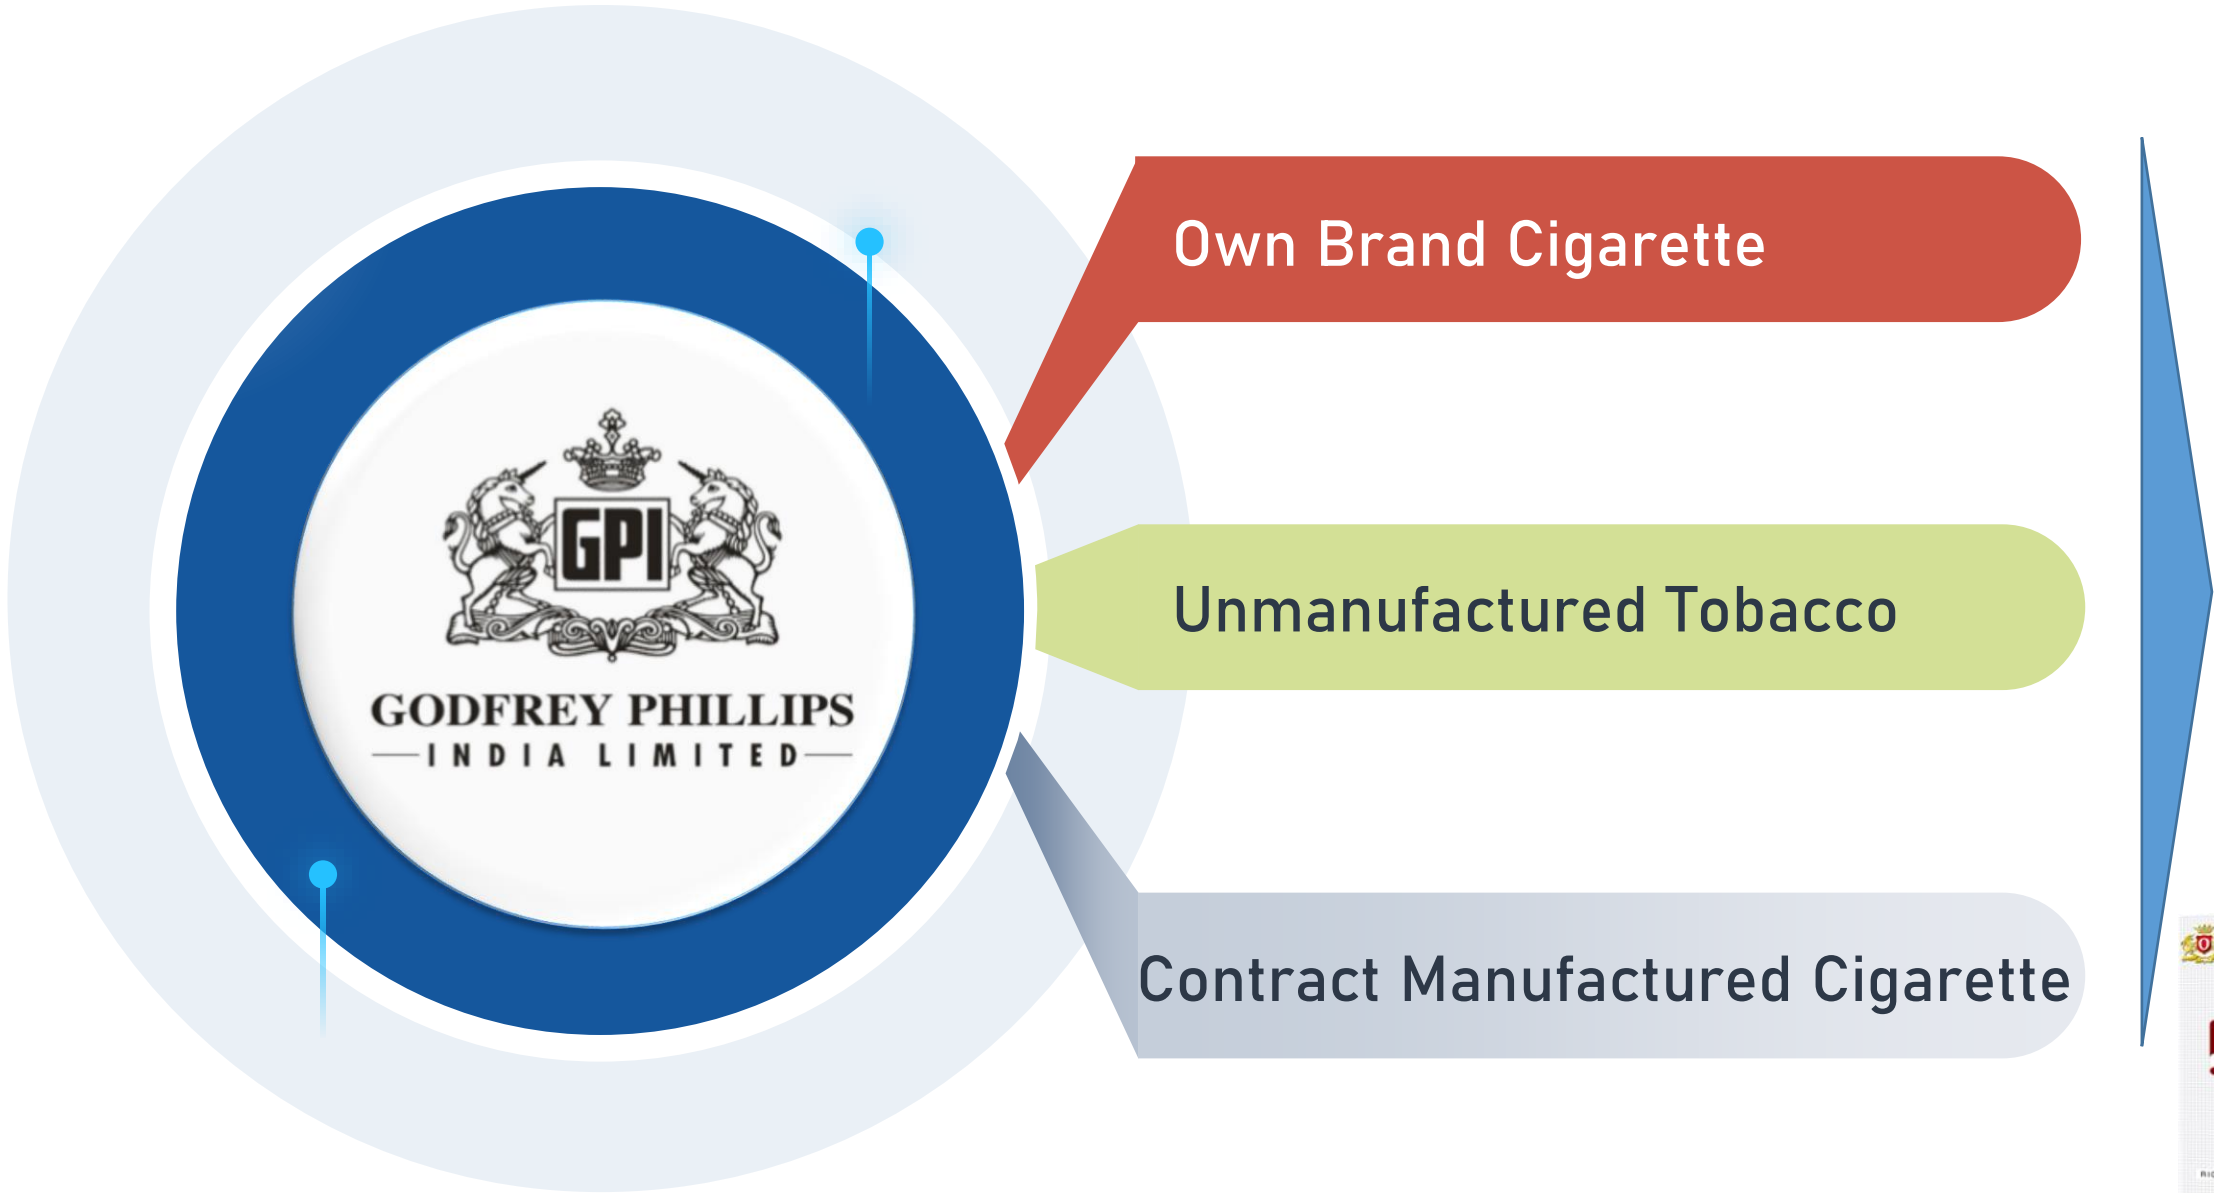 GPI
GODFREY PHILLIPS
INDIA LIMITED
Own Brand Cigarette
Unmanufactured Tobacco
Contract Manufactured Cigarette